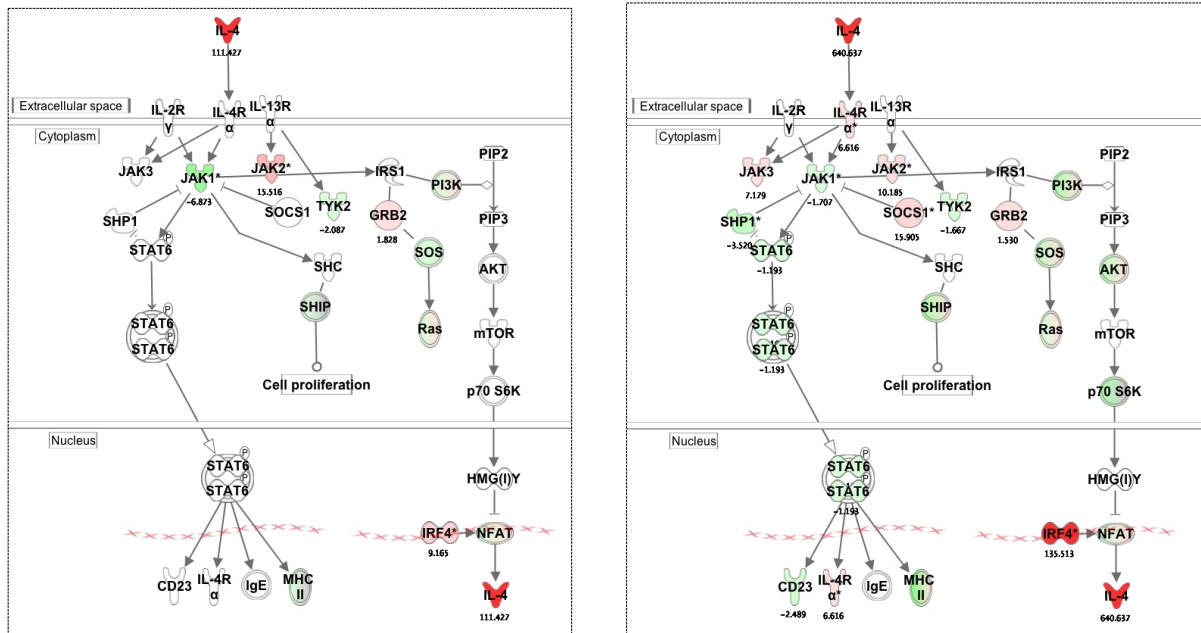 IL-4
111.427
Extracellular space
IL-2R
γ
IL-4R
α
IL-13R
α
Cytoplasm
JAK3
JAK1*
-6.873
JAK2*
15.516
IRS1
PI3K
PIP2
SHP1
SOCS1
TYK2
-2.087
GRB2
1.828
PIP3
P
STAT6
SHC
SOS
AKT
SHIP
P
STAT6
P
STAT6
Ras
mTOR
Cell proliferation
p70 S6K
Nucleus
P
STAT6
P
STAT6
HMG(I)Y
IRF4*
9.165
NFAT
CD23
IL-4R
α
IgE
MHC
II
IL-4
111.427
IL-4
640.637
Extracellular space
IL-2R
γ
IL-4R
α*
6.616
IL-13R
α
Cytoplasm
JAK3
7.179
JAK1*
-1.707
JAK2*
10.185
IRS1
PI3K
PIP2
SHP1*
-3.520
SOCS1*
15.905
TYK2
-1.667
GRB2
1.530
PIP3
P
STAT6
-1.193
SHC
SOS
AKT
SHIP
P
STAT6
P
STAT6
-1.193
Ras
mTOR
Cell proliferation
p70 S6K
Nucleus
P
STAT6
P
STAT6
-1.193
HMG(I)Y
IRF4*
135.513
NFAT
CD23
-2.489
IL-4R
α*
6.616
IgE
MHC
II
IL-4
640.637